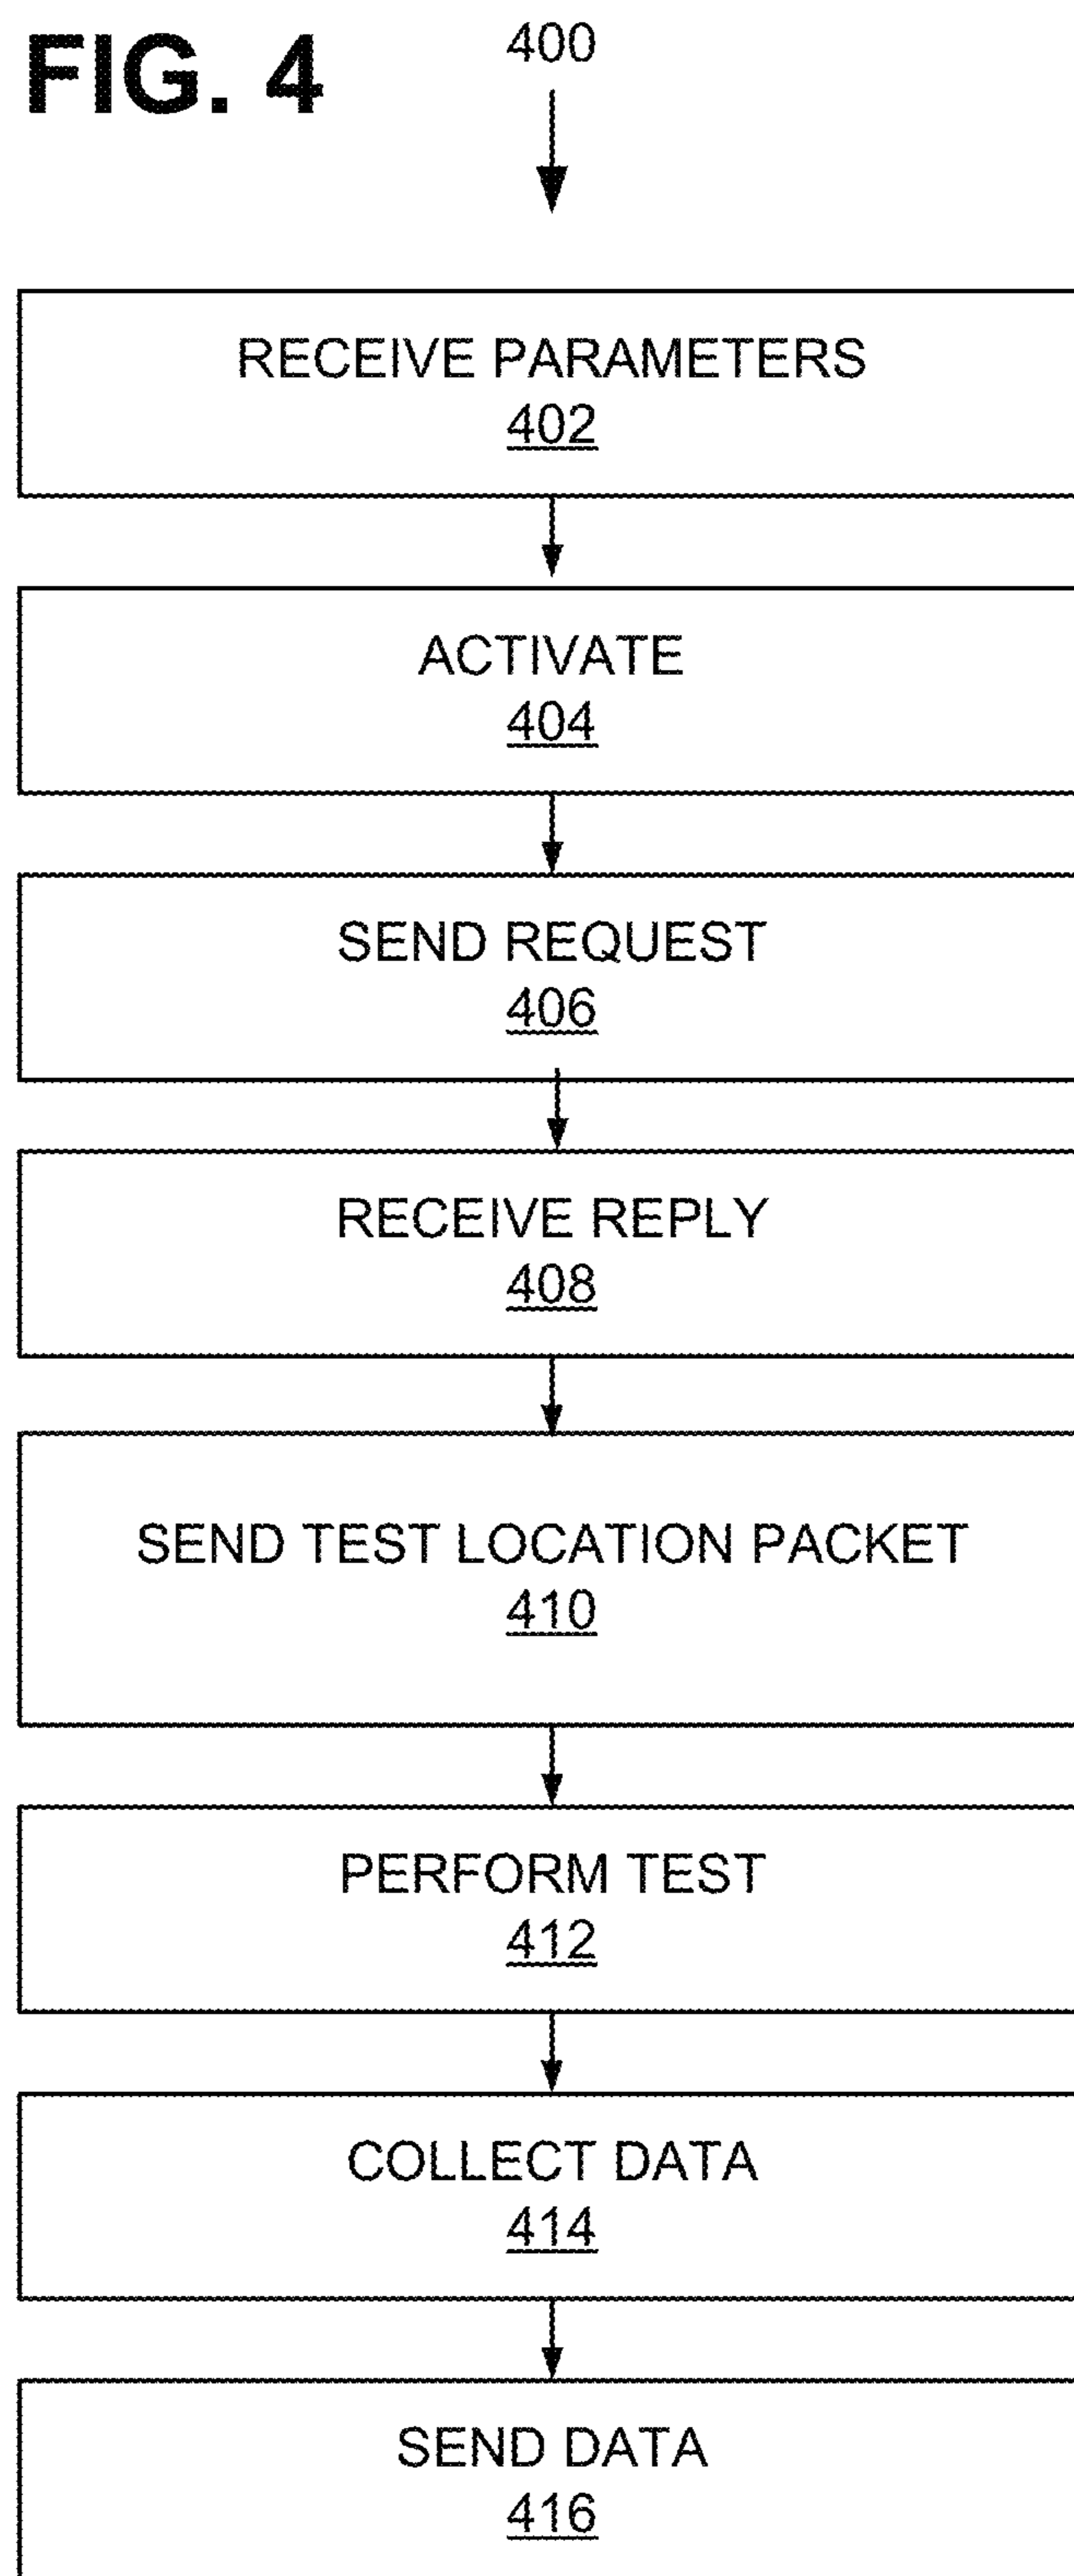 FIG. 4
400
RECEIVE PARAMETERS
402
ACTIVATE
404
SEND REQUEST
406
RECEIVE REPLY
408
SEND TEST LOCATION PACKET
410
PERFORM TEST
412
COLLECT DATA
414
SEND DATA
416